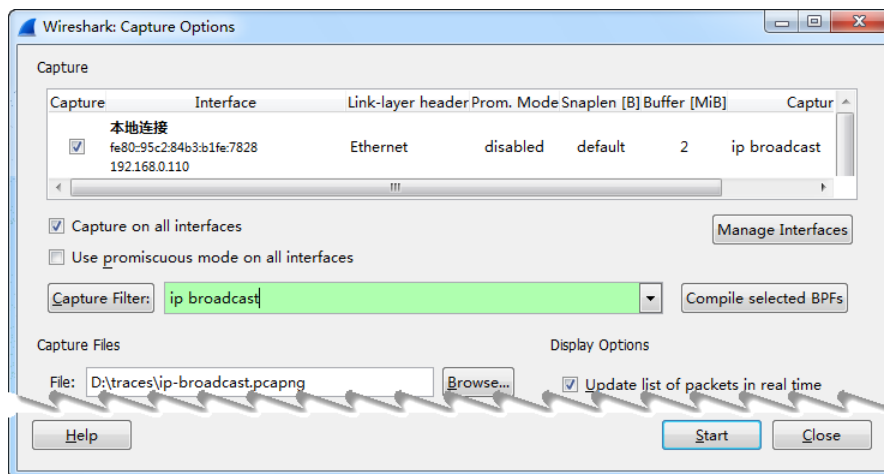 Wireshark: Capture Options
Capture
Capture Interface Link-layer header Prom. Mode Snaplen [B] Buffer [MiB] Captur
本地连接
fe80::95c2:84b3:b1fe:7828
192.168.0.110
Ethernet disabled default 2 ip broadcast
Capture on all interfaces
Manage Interfaces
Use promiscuous mode on all interfaces
Capture Filter: ip broadcast Compile selected BPFs
Capture Files Display Options
File: D:\traces\ip-broadcast.pcapng Browse... Update list of packets in real time
Help Start Close